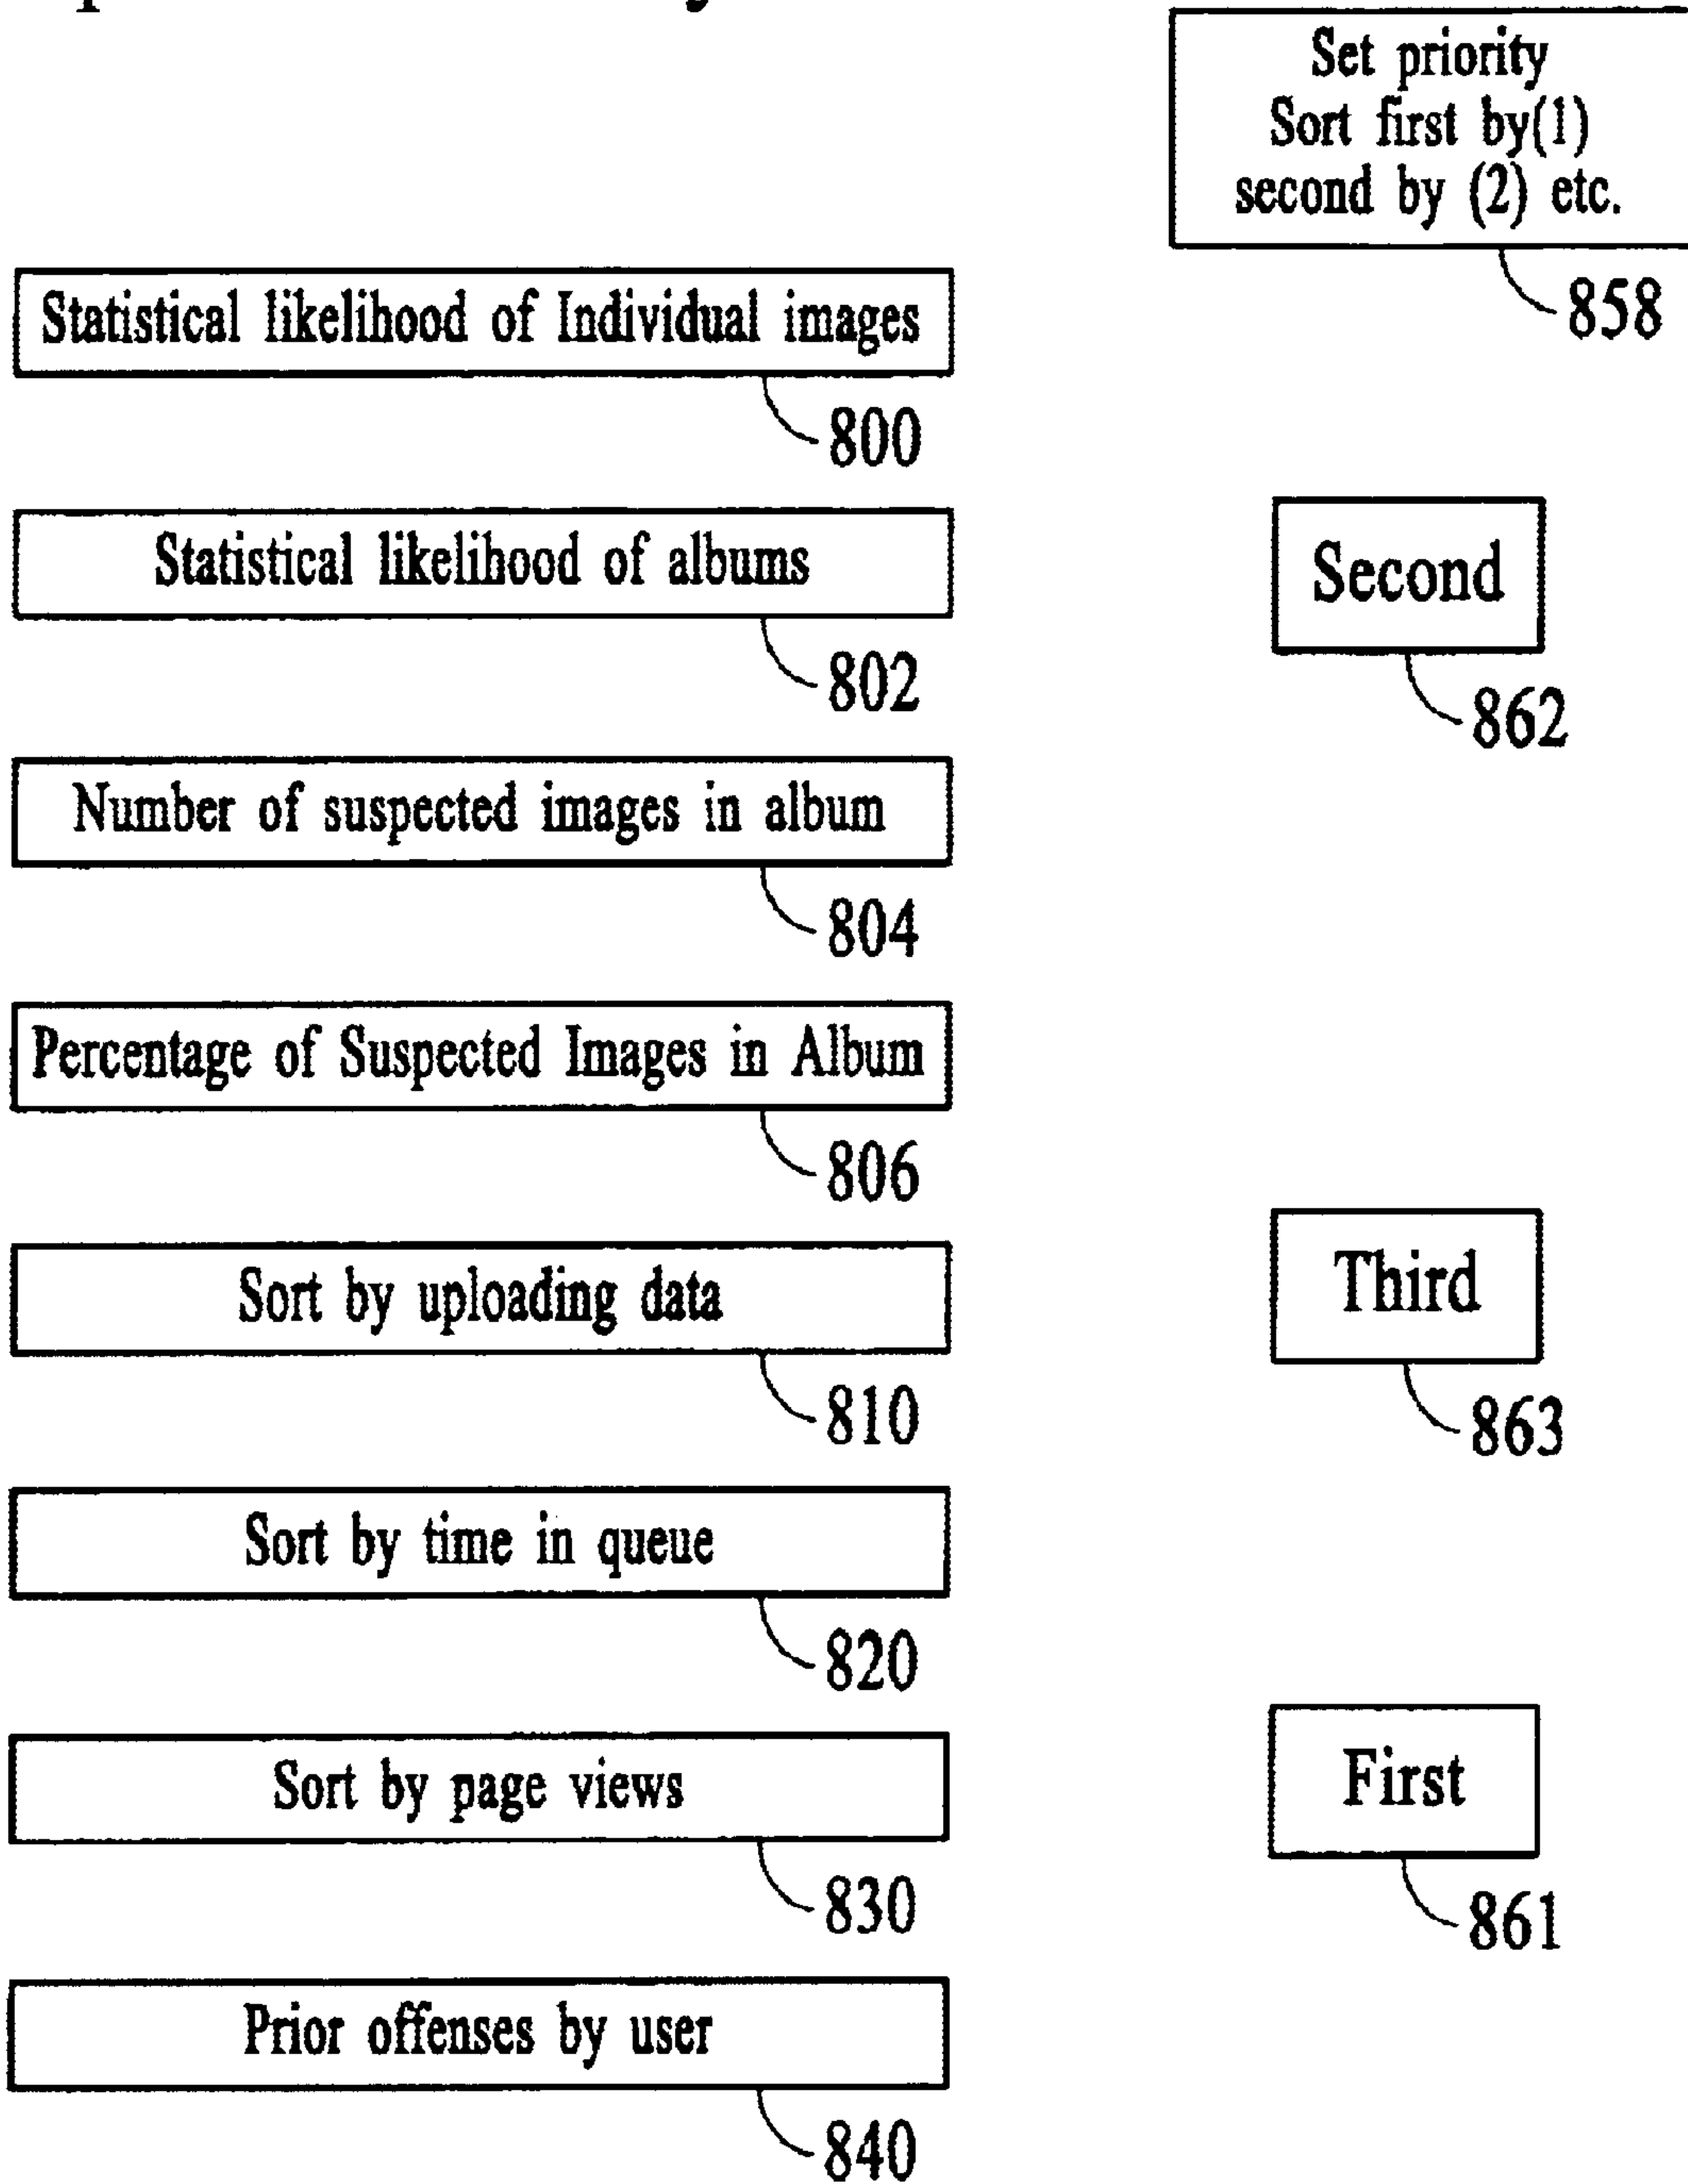 Set priority
Sort first by(1)
second by (2) etc.
858
Statistical likelihood of Individual images
800
Statistical likelihood of albums
802
Second
862
Number of suspected images in album
804
Percentage of Suspected Images in Album
806
Sort by uploading data
810
Third
863
Sort by time in queue
820
Sort by page views
830
First
861
Prior offenses by user
840